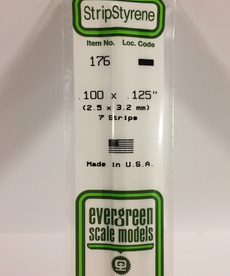 StripStyrene
Item No. Loc. Code
176
.100 x .125"
(2.5 x 3.2 mm)
7 Strips
Made in U.S.A.
evergreen
scale models